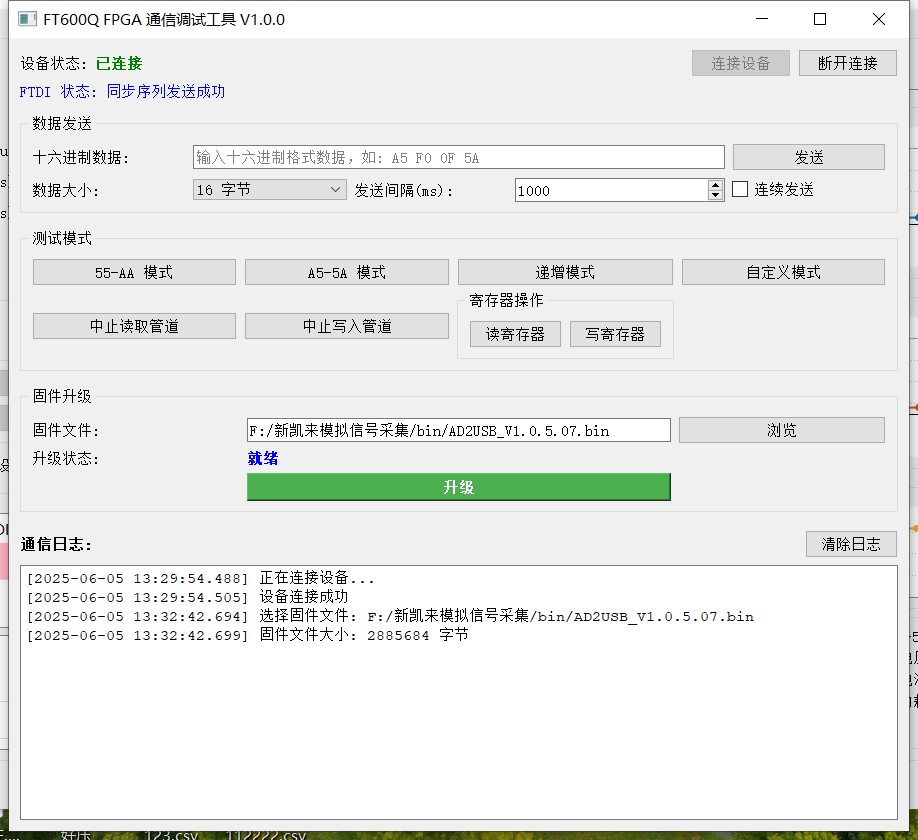 FT600Q FPGA 通信调试工具 V1.0.0
设备状态: 已连接 连接设备 断开连接
FTDI 状态: 同步序列发送成功
数据发送
十六进制数据: 输入十六进制格式数据，如: A5 F0 0F 5A 发送
数据大小: 16 字节 发送间隔(ms): 1000 连续发送
测试模式
55-AA 模式 A5-5A 模式 递增模式 自定义模式
寄存器操作
中止读取管道 中止写入管道 读寄存器 写寄存器
固件升级
固件文件: F:/新凯来模拟信号采集/bin/AD2USB_V1.0.5.07.bin 浏览
升级状态: 就绪
升级
通信日志: 清除日志
[2025-06-05 13:29:54.488] 正在连接设备...
[2025-06-05 13:29:54.505] 设备连接成功
[2025-06-05 13:32:42.694] 选择固件文件: F:/新凯来模拟信号采集/bin/AD2USB_V1.0.5.07.bin
[2025-06-05 13:32:42.699] 固件文件大小: 2885684 字节
好压 123.csv 112222.csv